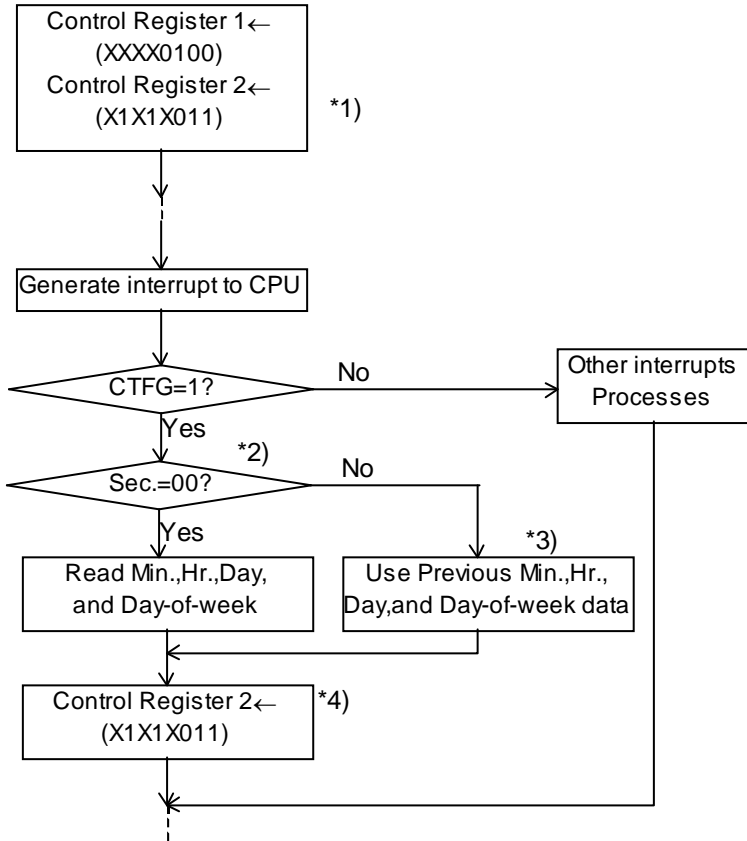 Control Register 1←
(XXXX0100)
Control Register 2←
(X1X1X011)
*1)
Generate interrupt to CPU
CTFG=1?
No
Other interrupts
Processes
Yes
*2)
Sec.=00?
No
Yes
*3)
Read Min.,Hr.,Day,
and Day-of-week
Use Previous Min.,Hr.,
Day,and Day-of-week data
Control Register 2←
(X1X1X011)
*4)